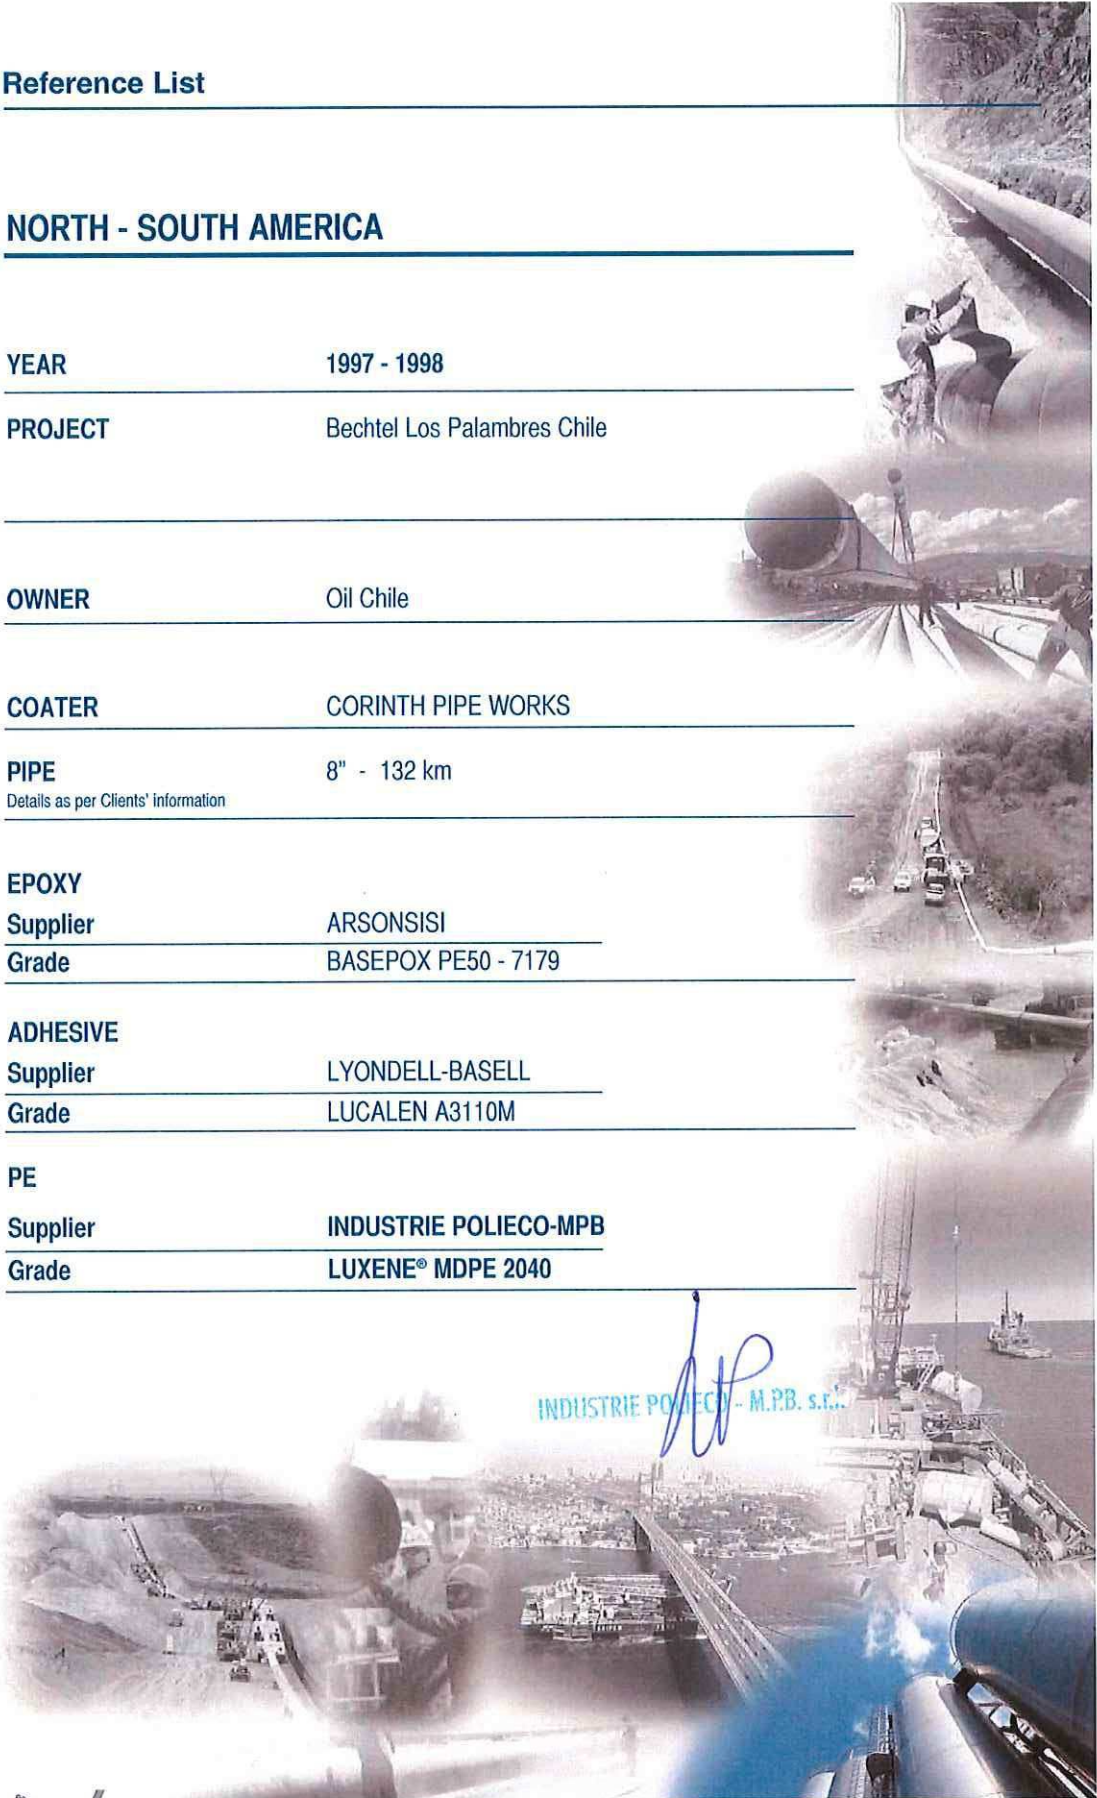 Reference List
NORTH - SOUTH AMERICA
YEAR 1997 - 1998
PROJECT Bechtel Los Palambres Chile
OWNER Oil Chile
COATER CORINTH PIPE WORKS
PIPE 8" - 132 km
Details as per Clients' information
EPOXY
Supplier ARSONSISI
Grade BASEPOX PE50 - 7179
ADHESIVE
Supplier LYONDELL-BASELL
Grade LUCALEN A3110M
PE
Supplier INDUSTRIE POLIECO-MPB
Grade LUXENE® MDPE 2040
INDUSTRIE POLIECO - M.P.B. s.r.l.